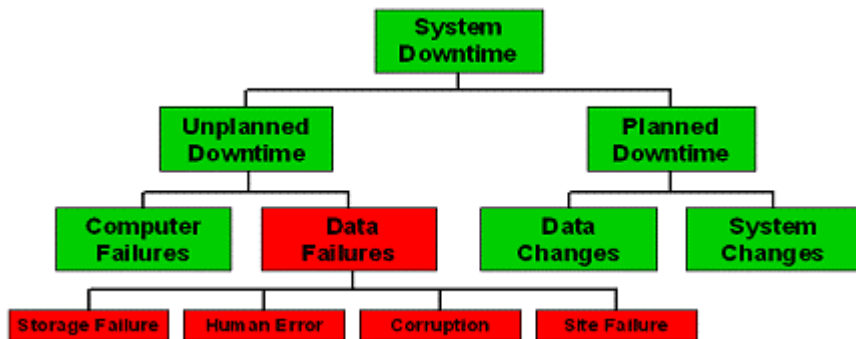 System
Downtime
Unplanned
Downtime
Planned
Downtime
Computer
Failures
Data
Failures
Data
Changes
System
Changes
Storage Failure
Human Error
Corruption
Site Failure